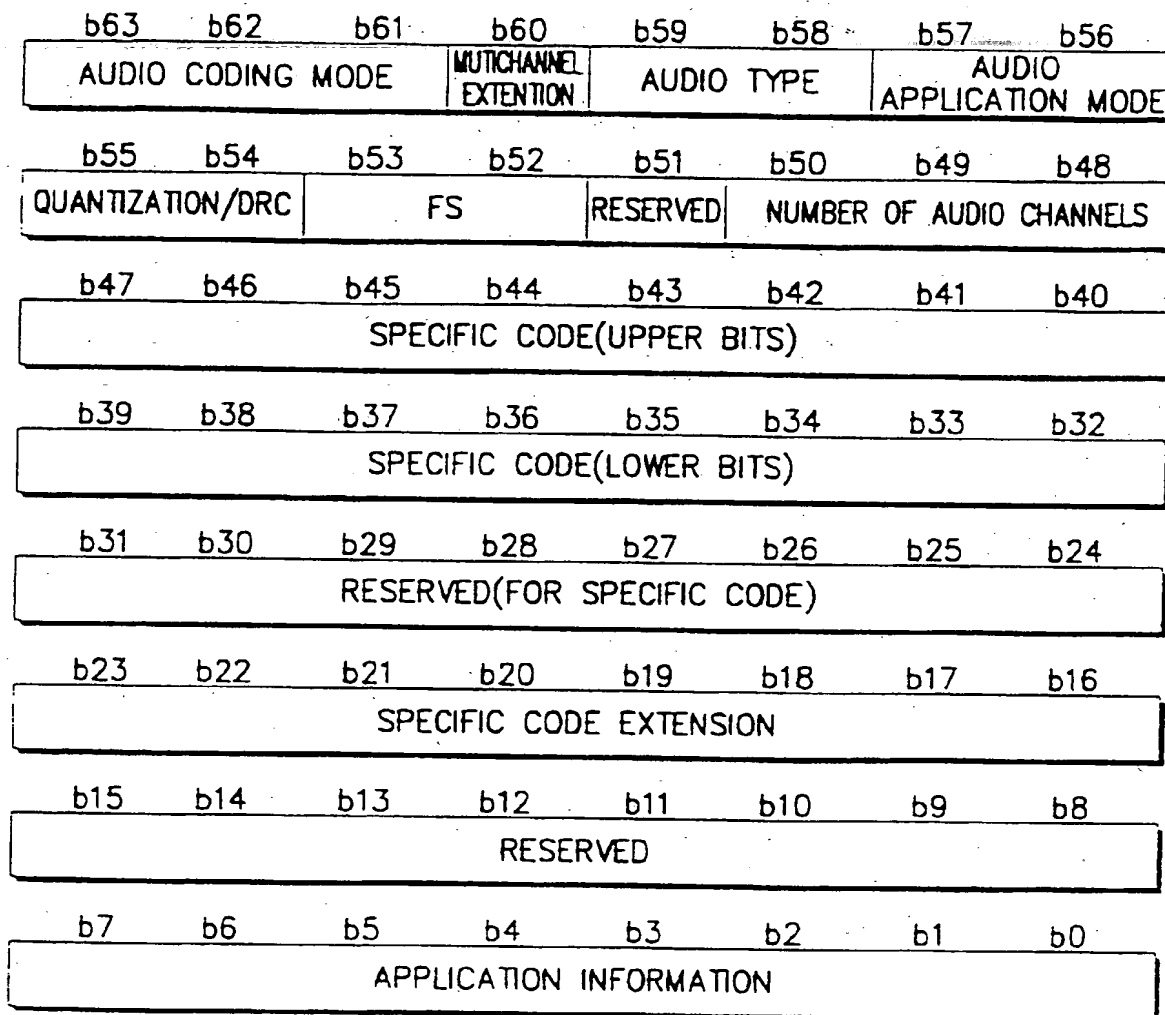 b63 b62 b61 b60 b59 b58 b57 b56
AUDIO CODING MODE MUTICHANNEL EXTENTION AUDIO TYPE AUDIO APPLICATION MODE
b55 b54 b53 b52 b51 b50 b49 b48
QUANTIZATION/DRC FS RESERVED NUMBER OF AUDIO CHANNELS
b47 b46 b45 b44 b43 b42 b41 b40
SPECIFIC CODE(UPPER BITS)
b39 b38 b37 b36 b35 b34 b33 b32
SPECIFIC CODE(LOWER BITS)
b31 b30 b29 b28 b27 b26 b25 b24
RESERVED(FOR SPECIFIC CODE)
b23 b22 b21 b20 b19 b18 b17 b16
SPECIFIC CODE EXTENSION
b15 b14 b13 b12 b11 b10 b9 b8
RESERVED
b7 b6 b5 b4 b3 b2 b1 b0
APPLICATION INFORMATION